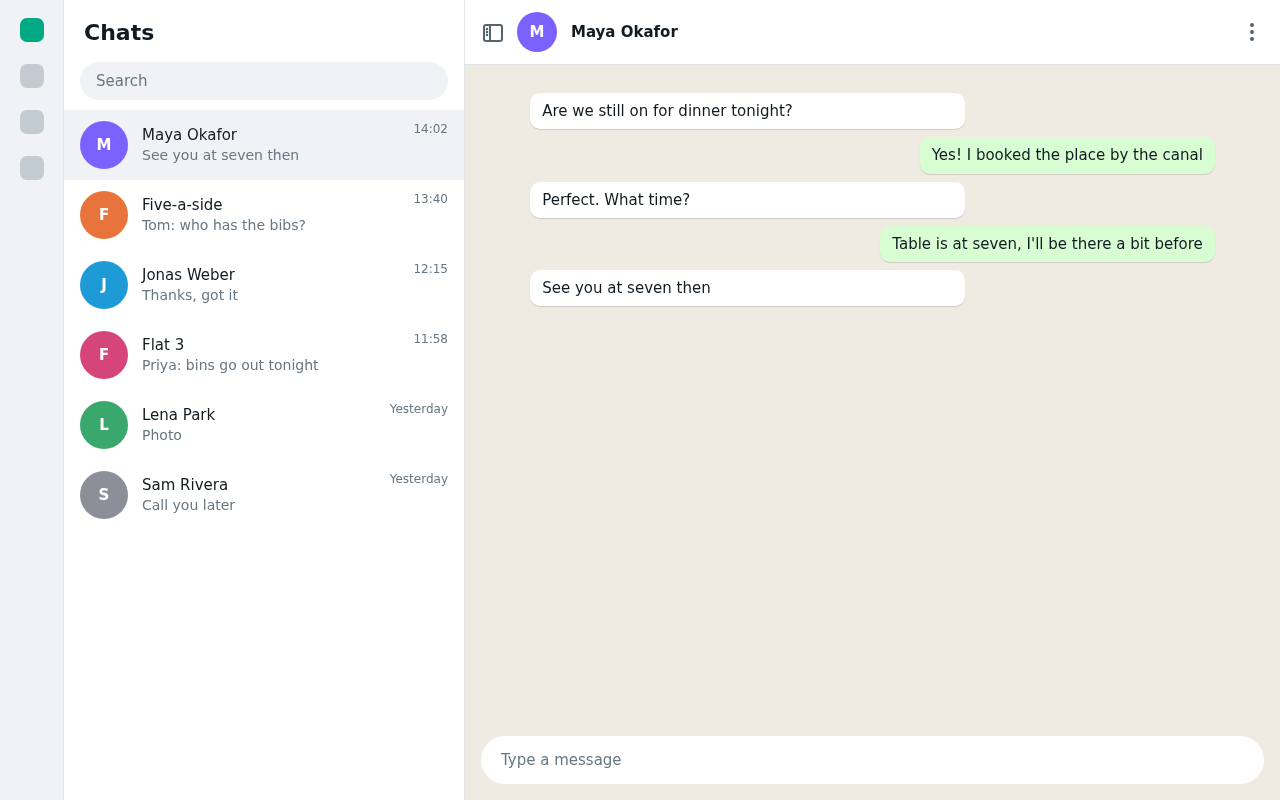 Chats
Search
M
Maya Okafor
14:02
See you at seven then
F
Five-a-side
13:40
Tom: who has the bibs?
J
Jonas Weber
12:15
Thanks, got it
F
Flat 3
11:58
Priya: bins go out tonight
L
Lena Park
Yesterday
Photo
S
Sam Rivera
Yesterday
Call you later
M
Maya Okafor
Are we still on for dinner tonight?
Yes! I booked the place by the canal
Perfect. What time?
Table is at seven, I'll be there a bit before
See you at seven then
Type a message